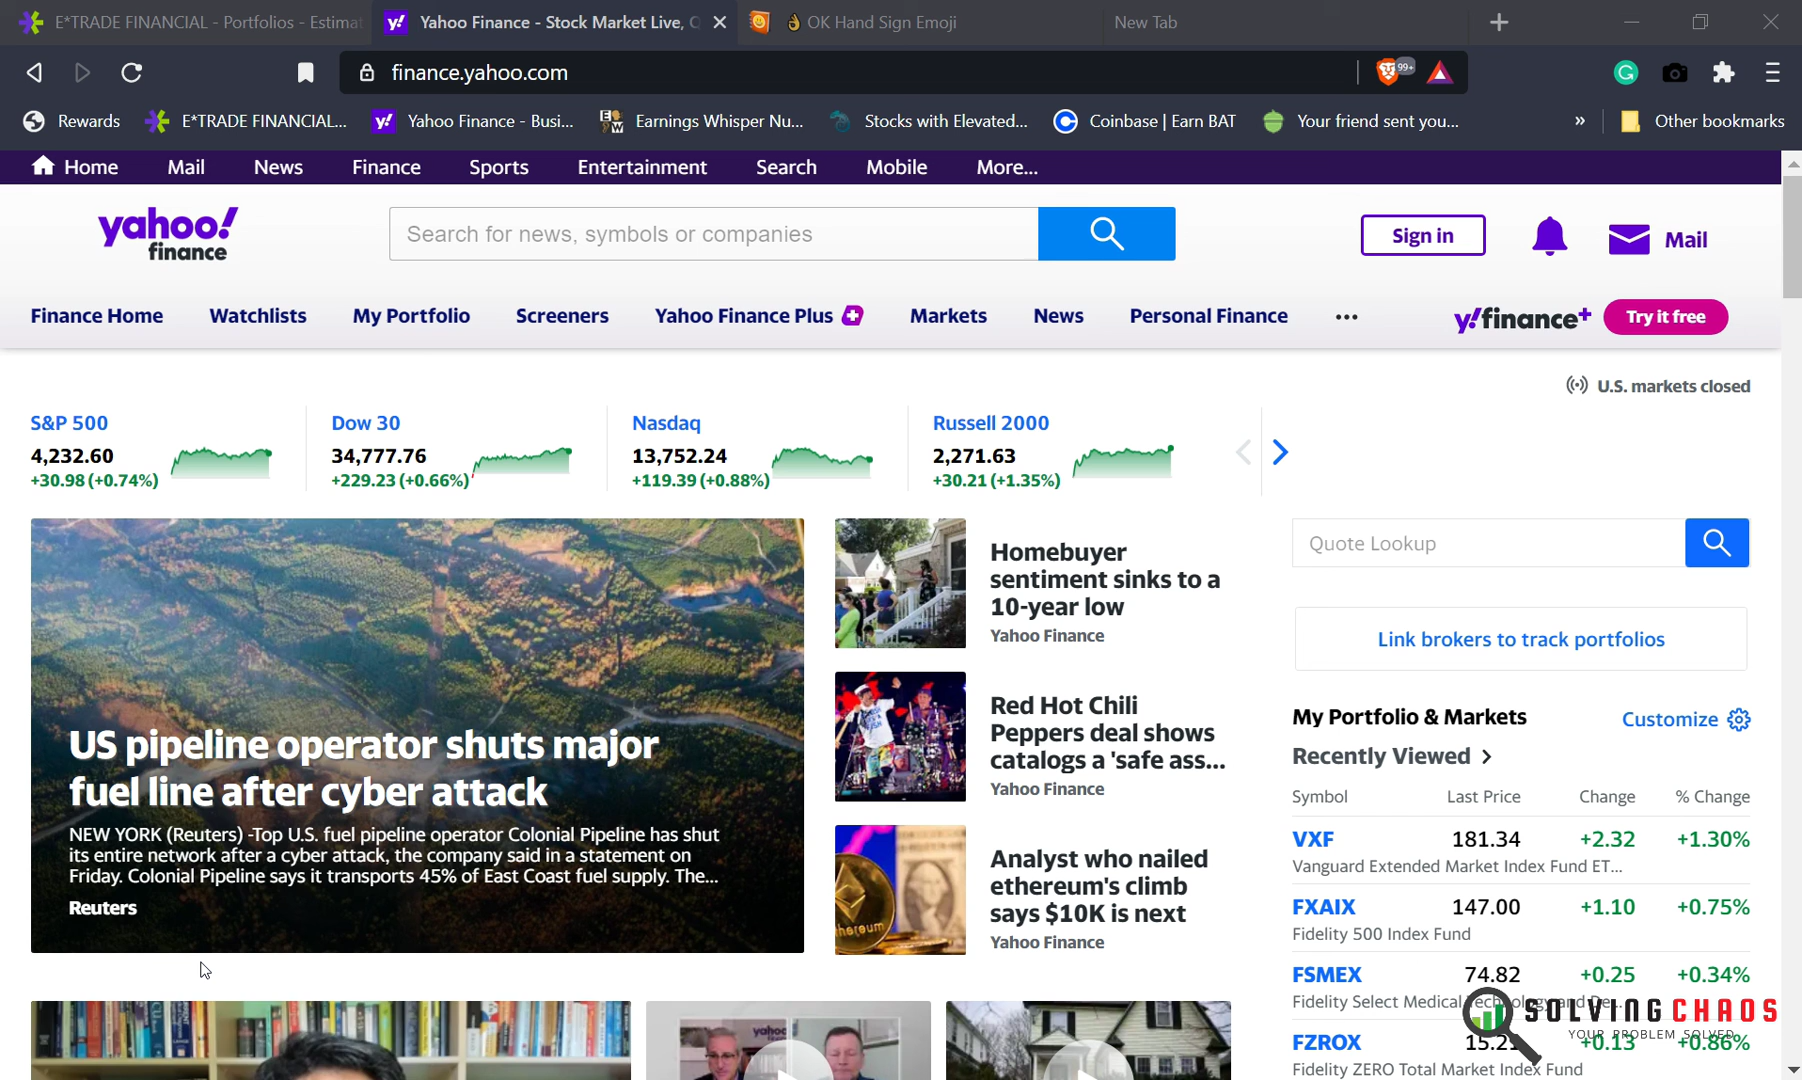 E*TRADE FINANCIAL - Portfolios - Estimat
Yahoo Finance - Stock Market Live, Q
OK Hand Sign Emoji
New Tab
finance.yahoo.com
99+
Rewards
E*TRADE FINANCIAL...
Yahoo Finance - Busi...
Earnings Whisper Nu...
Stocks with Elevated...
Coinbase | Earn BAT
Your friend sent you...
»
Other bookmarks
Home
Mail
News
Finance
Sports
Entertainment
Search
Mobile
More...
yahoo!
finance
Search for news, symbols or companies
Sign in
Mail
Finance Home
Watchlists
My Portfolio
Screeners
Yahoo Finance Plus
Markets
News
Personal Finance
...
y!finance+
Try it free
U.S. markets closed
S&P 500
4,232.60
+30.98 (+0.74%)
Dow 30
34,777.76
+229.23 (+0.66%)
Nasdaq
13,752.24
+119.39 (+0.88%)
Russell 2000
2,271.63
+30.21 (+1.35%)
US pipeline operator shuts major
fuel line after cyber attack
NEW YORK (Reuters) -Top U.S. fuel pipeline operator Colonial Pipeline has shut
its entire network after a cyber attack, the company said in a statement on
Friday. Colonial Pipeline says it transports 45% of East Coast fuel supply. The...
Reuters
Homebuyer
sentiment sinks to a
10-year low
Yahoo Finance
Red Hot Chili
Peppers deal shows
catalogs a 'safe ass...
Yahoo Finance
Analyst who nailed
ethereum's climb
says $10K is next
Yahoo Finance
Quote Lookup
Link brokers to track portfolios
My Portfolio & Markets
Customize
Recently Viewed
Symbol Last Price Change % Change
VXF 181.34 +2.32 +1.30%
Vanguard Extended Market Index Fund ET...
FXAIX 147.00 +1.10 +0.75%
Fidelity 500 Index Fund
FSMEX 74.82 +0.25 +0.34%
Fidelity Select Medical
SOLVING CHAOS
YOUR PROBLEM SOLVED
FZROX +0.13 +0.86%
Fidelity ZERO Total Market Index Fund
yahoo